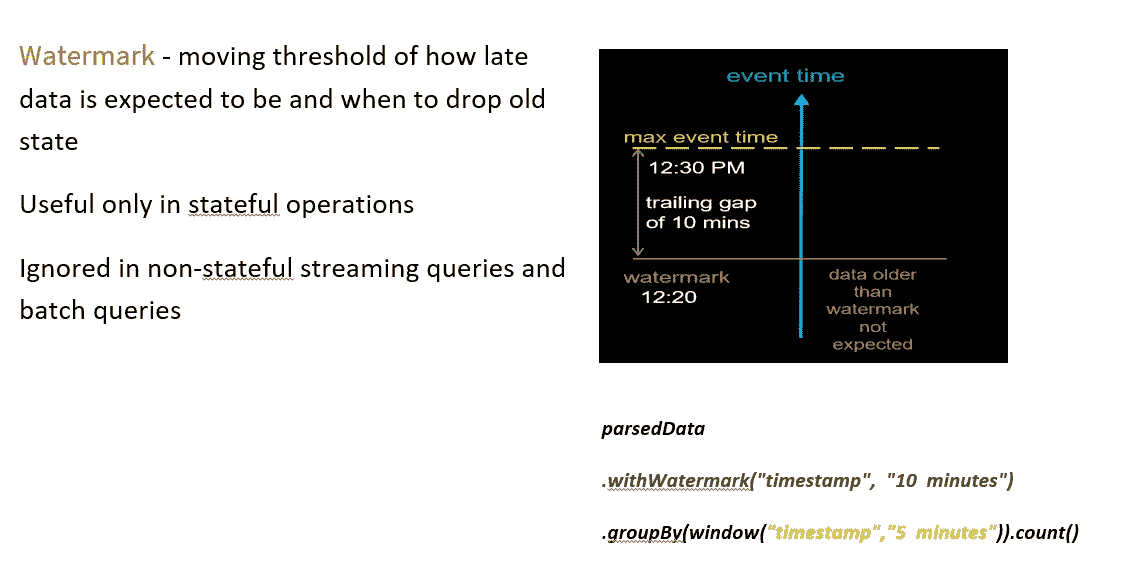 Watermark - moving threshold of how late
data is expected to be and when to drop old
state
Useful only in stateful operations
Ignored in non-stateful streaming queries and
batch queries
event time
max event time
12:30 PM
trailing gap
of 10 mins
watermark
12:20
data older
than
watermark
not
expected
parsedData
.withWatermark("timestamp", "10 minutes")
.groupBy(window("timestamp","5 minutes")).count()